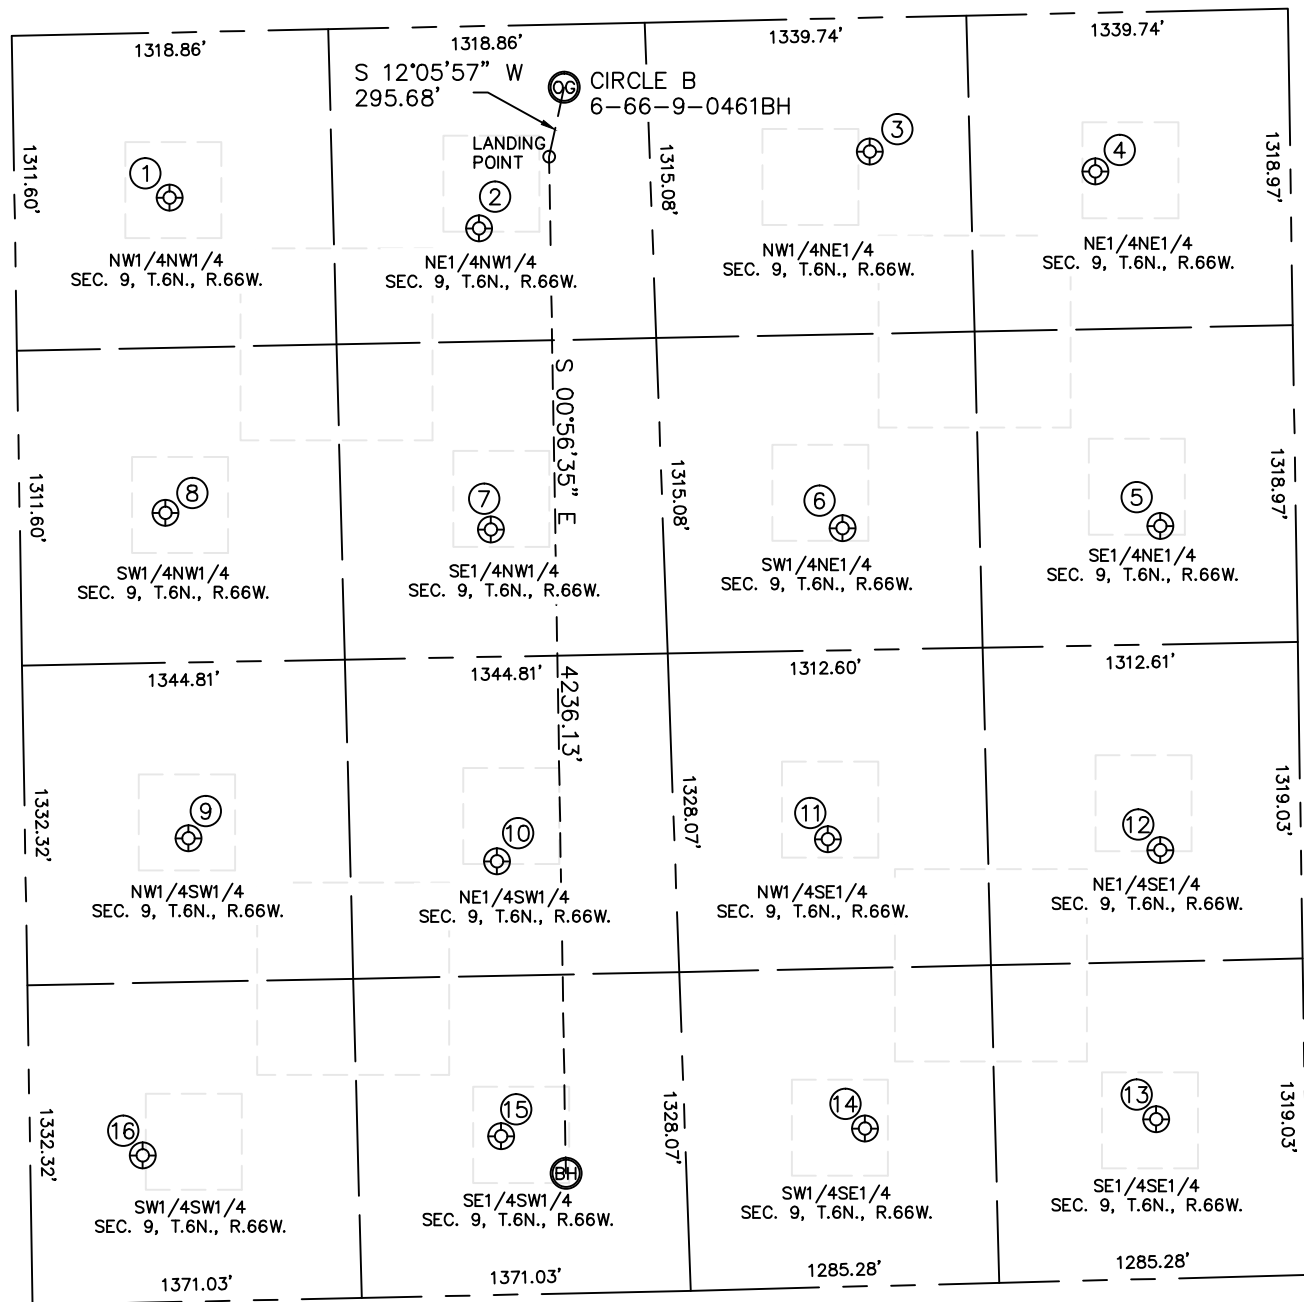 1318.86'
1318.86'
1339.74'
1339.74'
S 12°05'57" W
295.68'
OG
CIRCLE B
6-66-9-0461BH
LANDING
POINT
1311.60'
1315.08'
1318.97'
1
2
3
4
NW1/4NW1/4
SEC. 9, T.6N., R.66W.
NE1/4NW1/4
SEC. 9, T.6N., R.66W.
NW1/4NE1/4
SEC. 9, T.6N., R.66W.
NE1/4NE1/4
SEC. 9, T.6N., R.66W.
S 00°56'35" E
1311.60'
1315.08'
1318.97'
8
7
6
5
SW1/4NW1/4
SEC. 9, T.6N., R.66W.
SE1/4NW1/4
SEC. 9, T.6N., R.66W.
SW1/4NE1/4
SEC. 9, T.6N., R.66W.
SE1/4NE1/4
SEC. 9, T.6N., R.66W.
1344.81'
1344.81'
1312.60'
1312.61'
4236.13'
1332.32'
1328.07'
1319.03'
9
10
11
12
NW1/4SW1/4
SEC. 9, T.6N., R.66W.
NE1/4SW1/4
SEC. 9, T.6N., R.66W.
NW1/4SE1/4
SEC. 9, T.6N., R.66W.
NE1/4SE1/4
SEC. 9, T.6N., R.66W.
1332.32'
1328.07'
1319.03'
16
15
14
13
BH
SW1/4SW1/4
SEC. 9, T.6N., R.66W.
SE1/4SW1/4
SEC. 9, T.6N., R.66W.
SW1/4SE1/4
SEC. 9, T.6N., R.66W.
SE1/4SE1/4
SEC. 9, T.6N., R.66W.
1371.03'
1371.03'
1285.28'
1285.28'